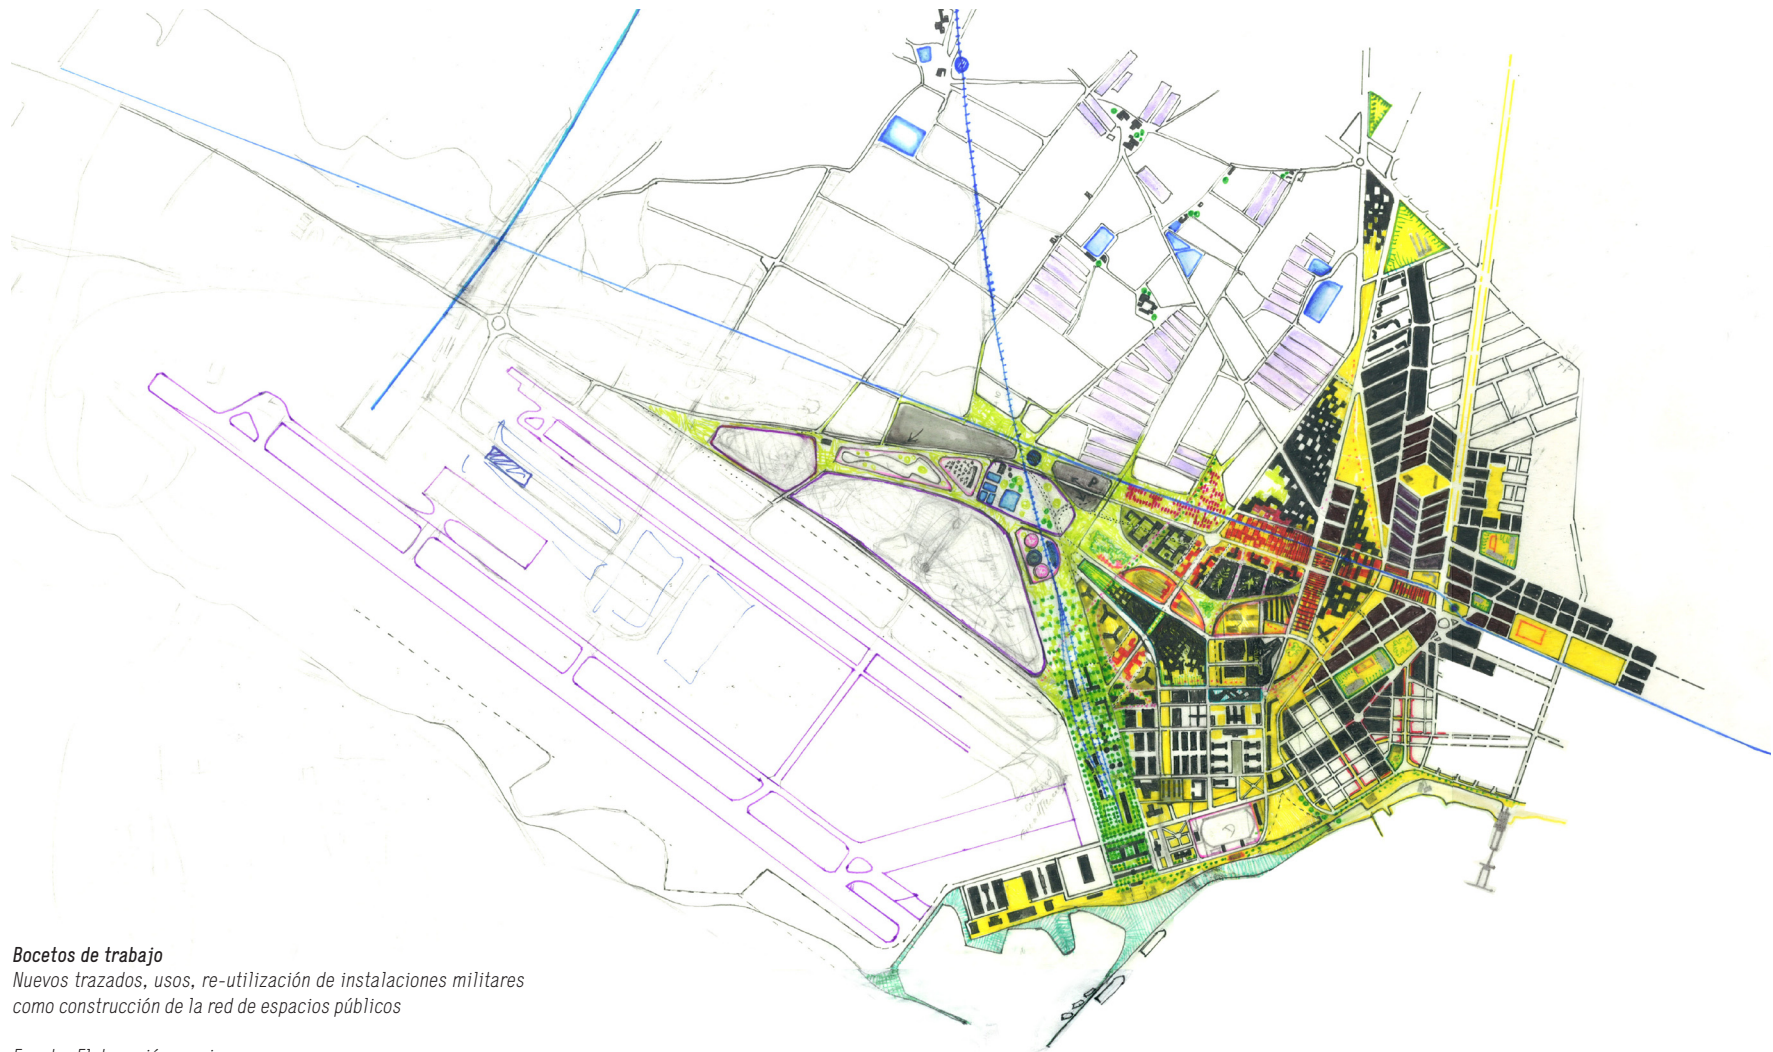 P
Bocetos de trabajo
Nuevos trazados, usos, re-utilización de instalaciones militares
como construcción de la red de espacios públicos